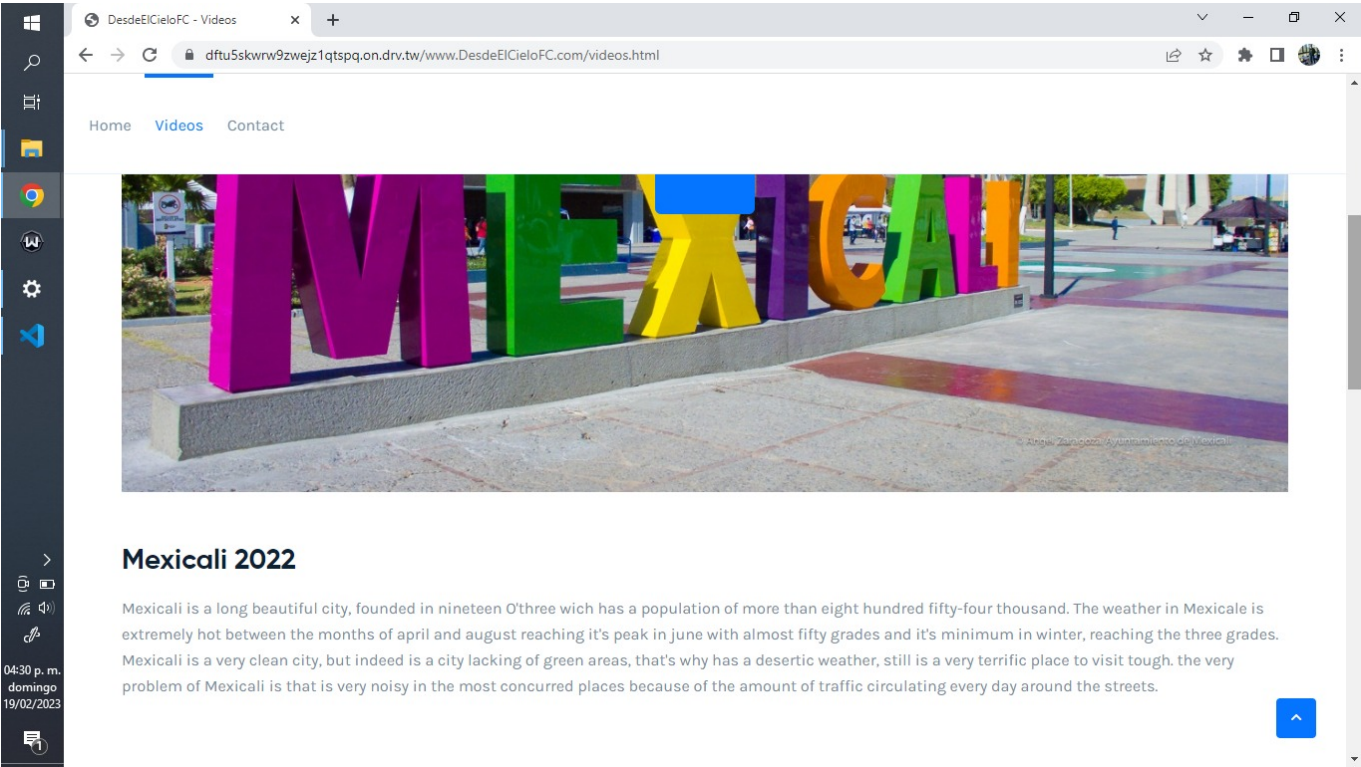 DesdeElCieloFC - Videos
dftu5skwrw9zwejz1qtspq.on.drv.tw/www.DesdeElCieloFC.com/videos.html
Home Videos Contact
MEXICALI
© Angel Zaragoza, Ayuntamiento de Mexicali
Mexicali 2022
Mexicali is a long beautiful city, founded in nineteen O'three wich has a population of more than eight hundred fifty-four thousand. The weather in Mexicale is
extremely hot between the months of april and august reaching it's peak in june with almost fifty grades and it's minimum in winter, reaching the three grades.
Mexicali is a very clean city, but indeed is a city lacking of green areas, that's why has a desertic weather, still is a very terrific place to visit tough. the very
problem of Mexicali is that is very noisy in the most concurred places because of the amount of traffic circulating every day around the streets.
04:30 p. m.
domingo
19/02/2023
1